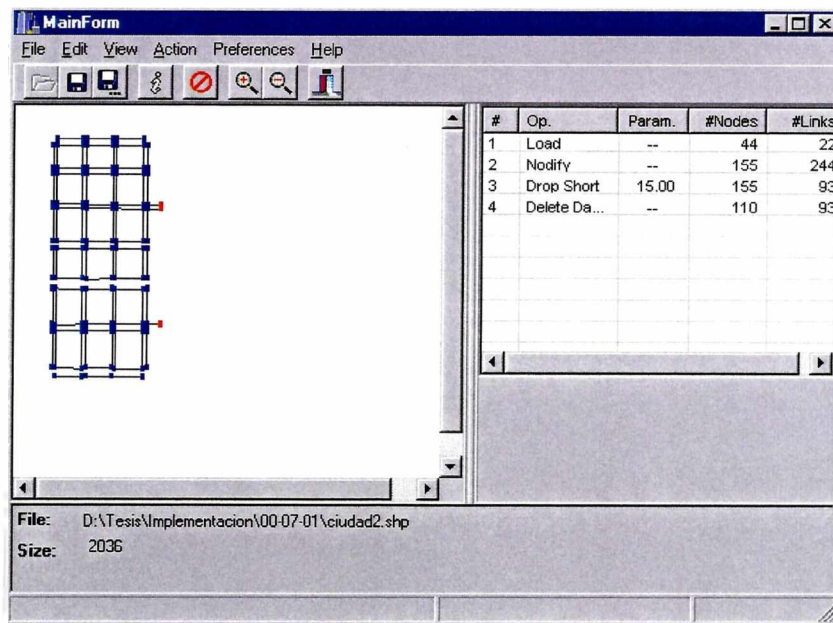 MainForm
File Edit View Action Preferences Help
# Op. Param. #Nodes #Links
1 Load -- 44 22
2 Nodify -- 155 244
3 Drop Short 15.00 155 93
4 Delete Da... -- 110 93
File: D:\Tesis\Implementacion\00-07-01\ciudad2.shp
Size: 2036